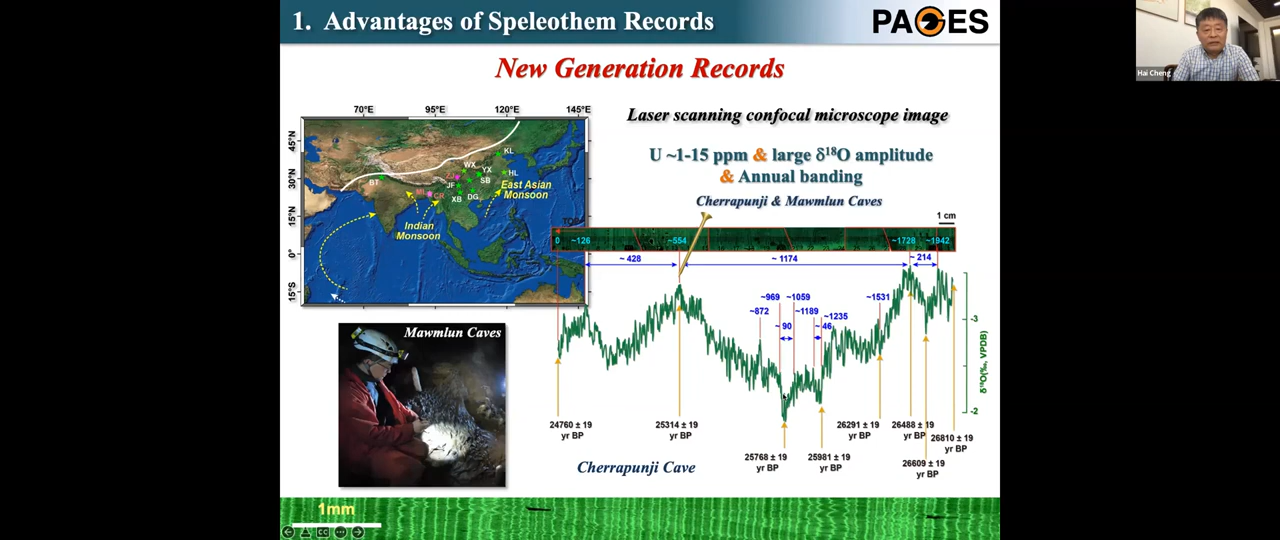 1. Advantages of Speleothem Records
PAGES
Hai Cheng
New Generation Records
70°E 95°E 120°E 145°E
45°N
30°N
15°N
0°
15°S
KL
WX
YX
HL
BT
JF
SB
XB
DG
CR
East Asian
Monsoon
Indian
Monsoon
Laser scanning confocal microscope image
U ~1-15 ppm & large δ18O amplitude
& Annual banding
Cherrapunji & Mawmlun Caves
1 cm
TOP
0 ~126 ~554 ~1728 ~1942
~ 428 ~ 1174 ~ 214
~969 ~1059 ~1531
~872 ~1189 ~1235
~ 90 ~ 46
-3
-2
δ18O(‰, VPDB)
Mawmlun Caves
24760 ± 19
yr BP
25314 ± 19
yr BP
25768 ± 19
yr BP
25981 ± 19
yr BP
26291 ± 19
yr BP
26488 ± 19
yr BP
26609 ± 19
yr BP
26810 ± 19
yr BP
Cherrapunji Cave
1mm